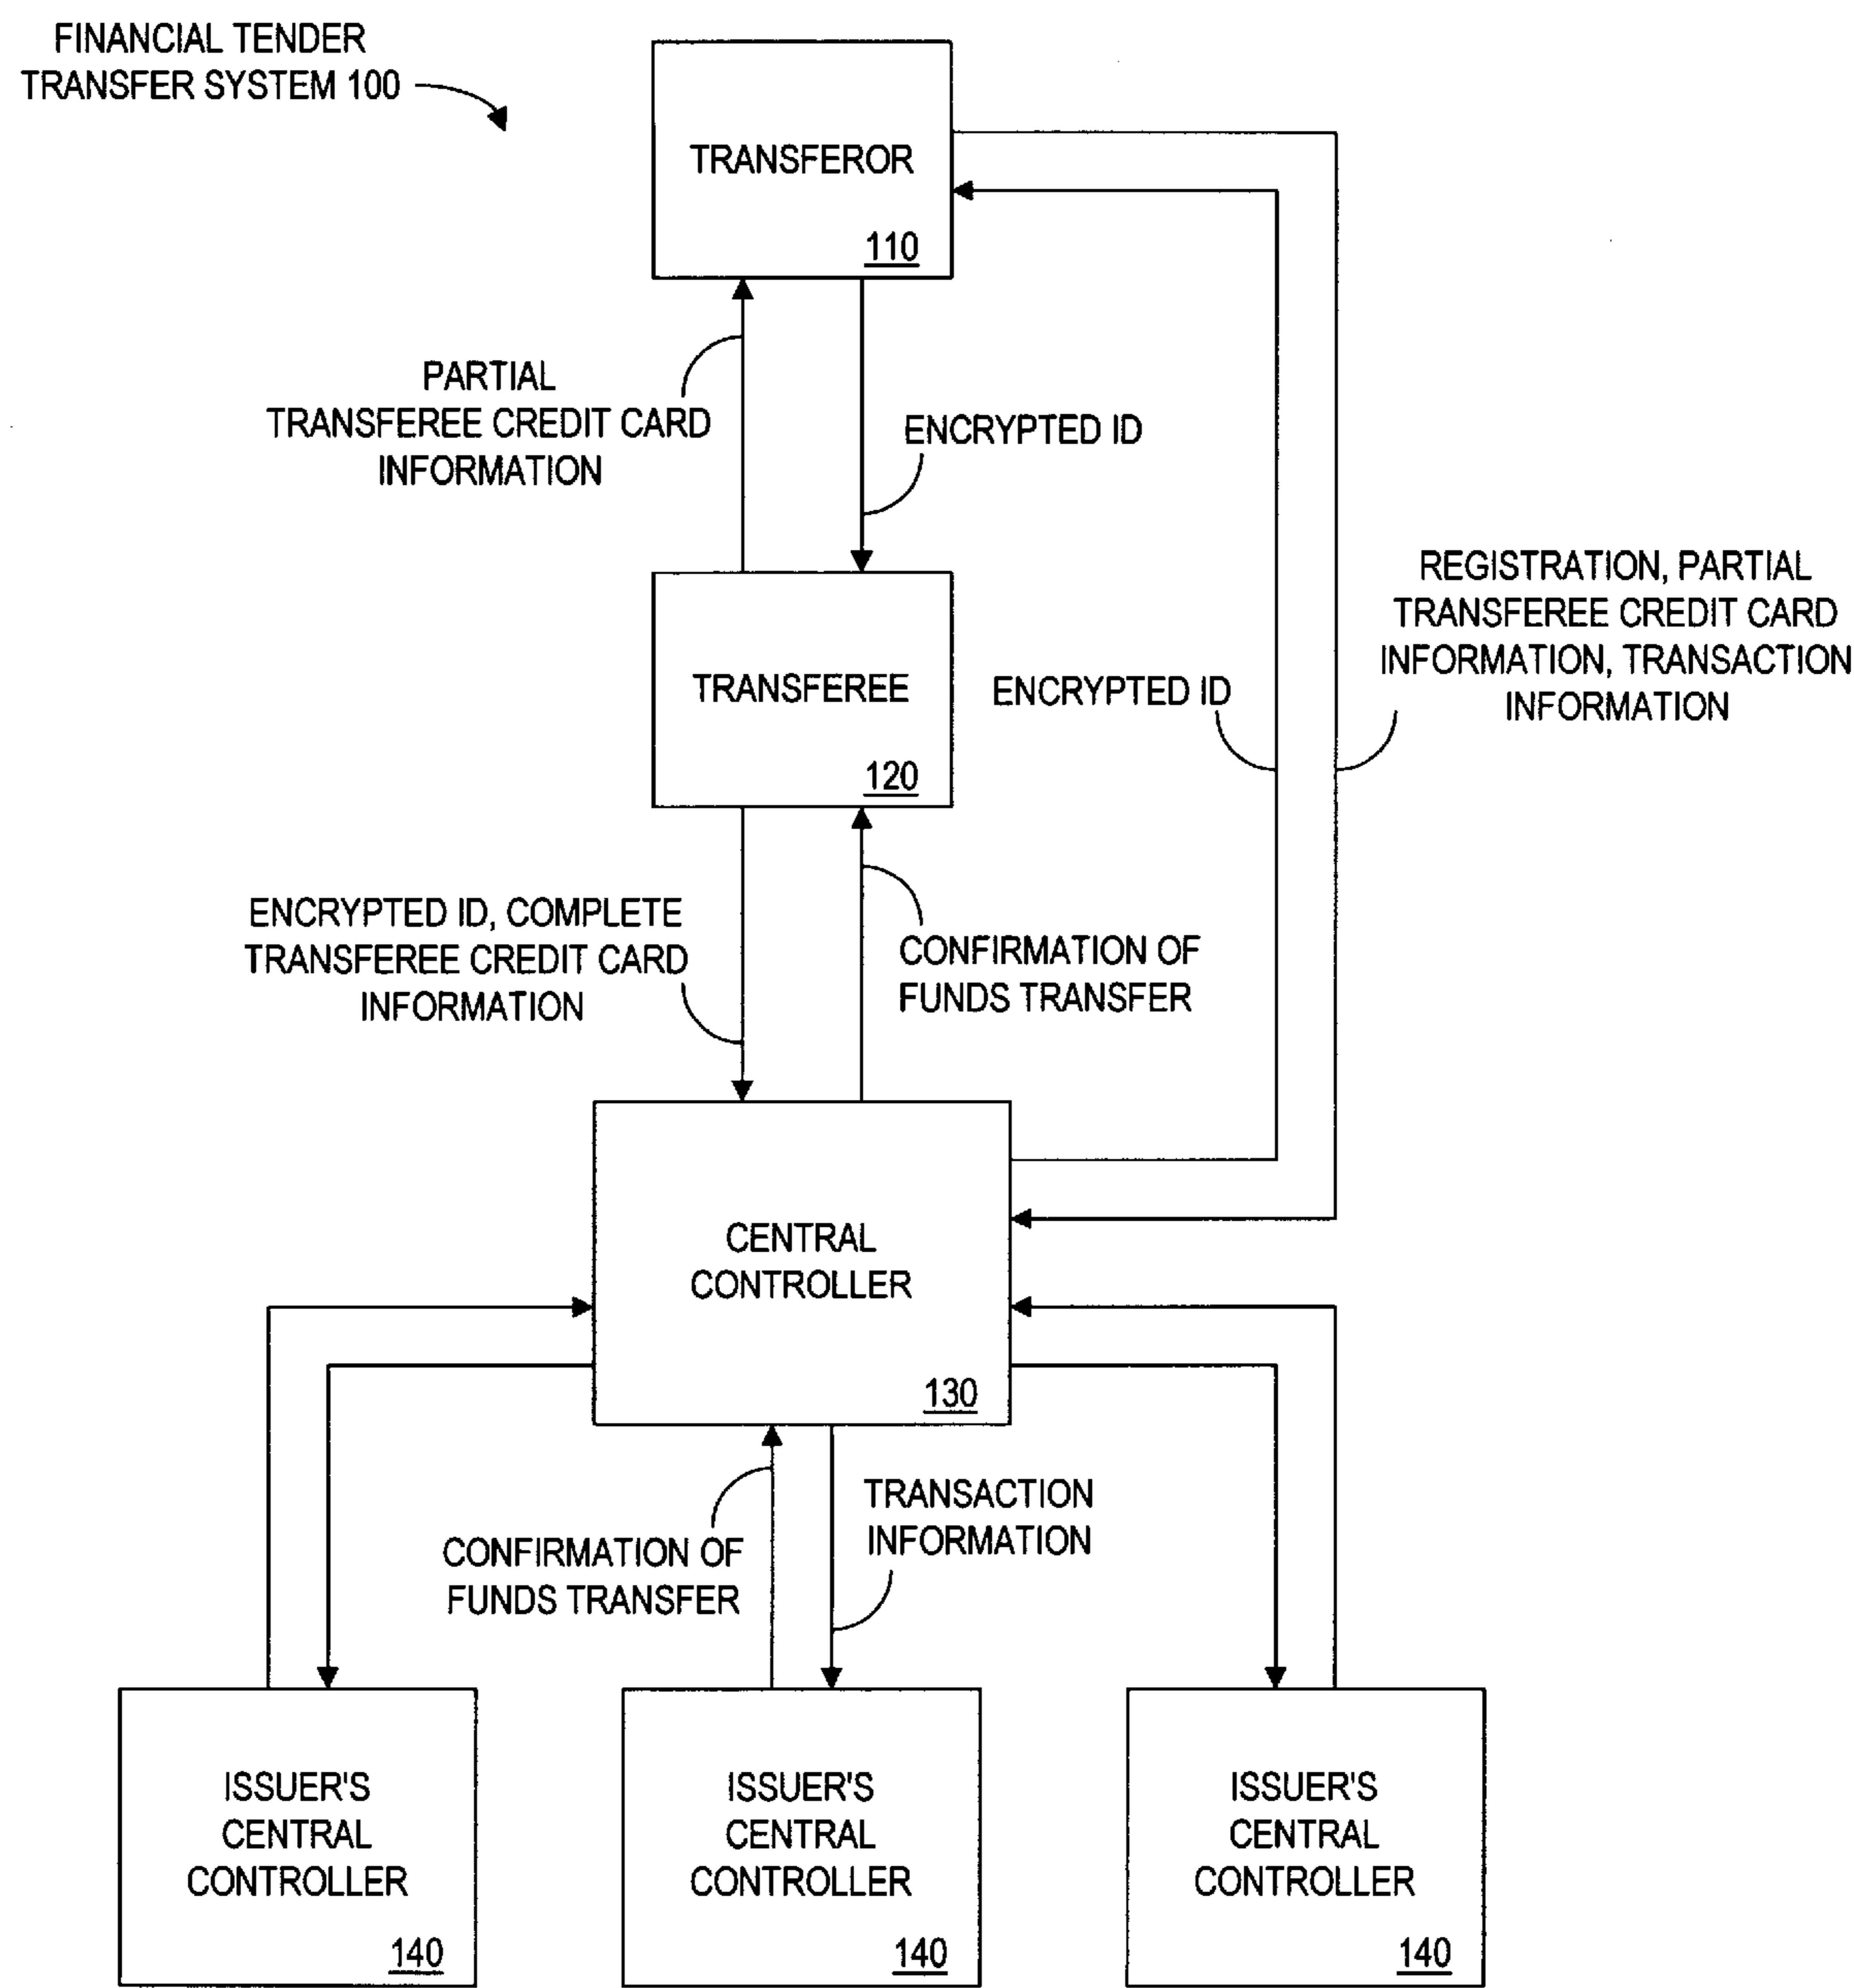 FINANCIAL TENDER
TRANSFER SYSTEM 100
TRANSFEROR
110
PARTIAL
TRANSFEREE CREDIT CARD
INFORMATION
ENCRYPTED ID
REGISTRATION, PARTIAL
TRANSFEREE CREDIT CARD
INFORMATION, TRANSACTION
INFORMATION
ENCRYPTED ID
TRANSFEREE
120
ENCRYPTED ID, COMPLETE
TRANSFEREE CREDIT CARD
INFORMATION
CONFIRMATION OF
FUNDS TRANSFER
CENTRAL
CONTROLLER
130
CONFIRMATION OF
FUNDS TRANSFER
TRANSACTION
INFORMATION
ISSUER'S
CENTRAL
CONTROLLER
140
ISSUER'S
CENTRAL
CONTROLLER
140
ISSUER'S
CENTRAL
CONTROLLER
140